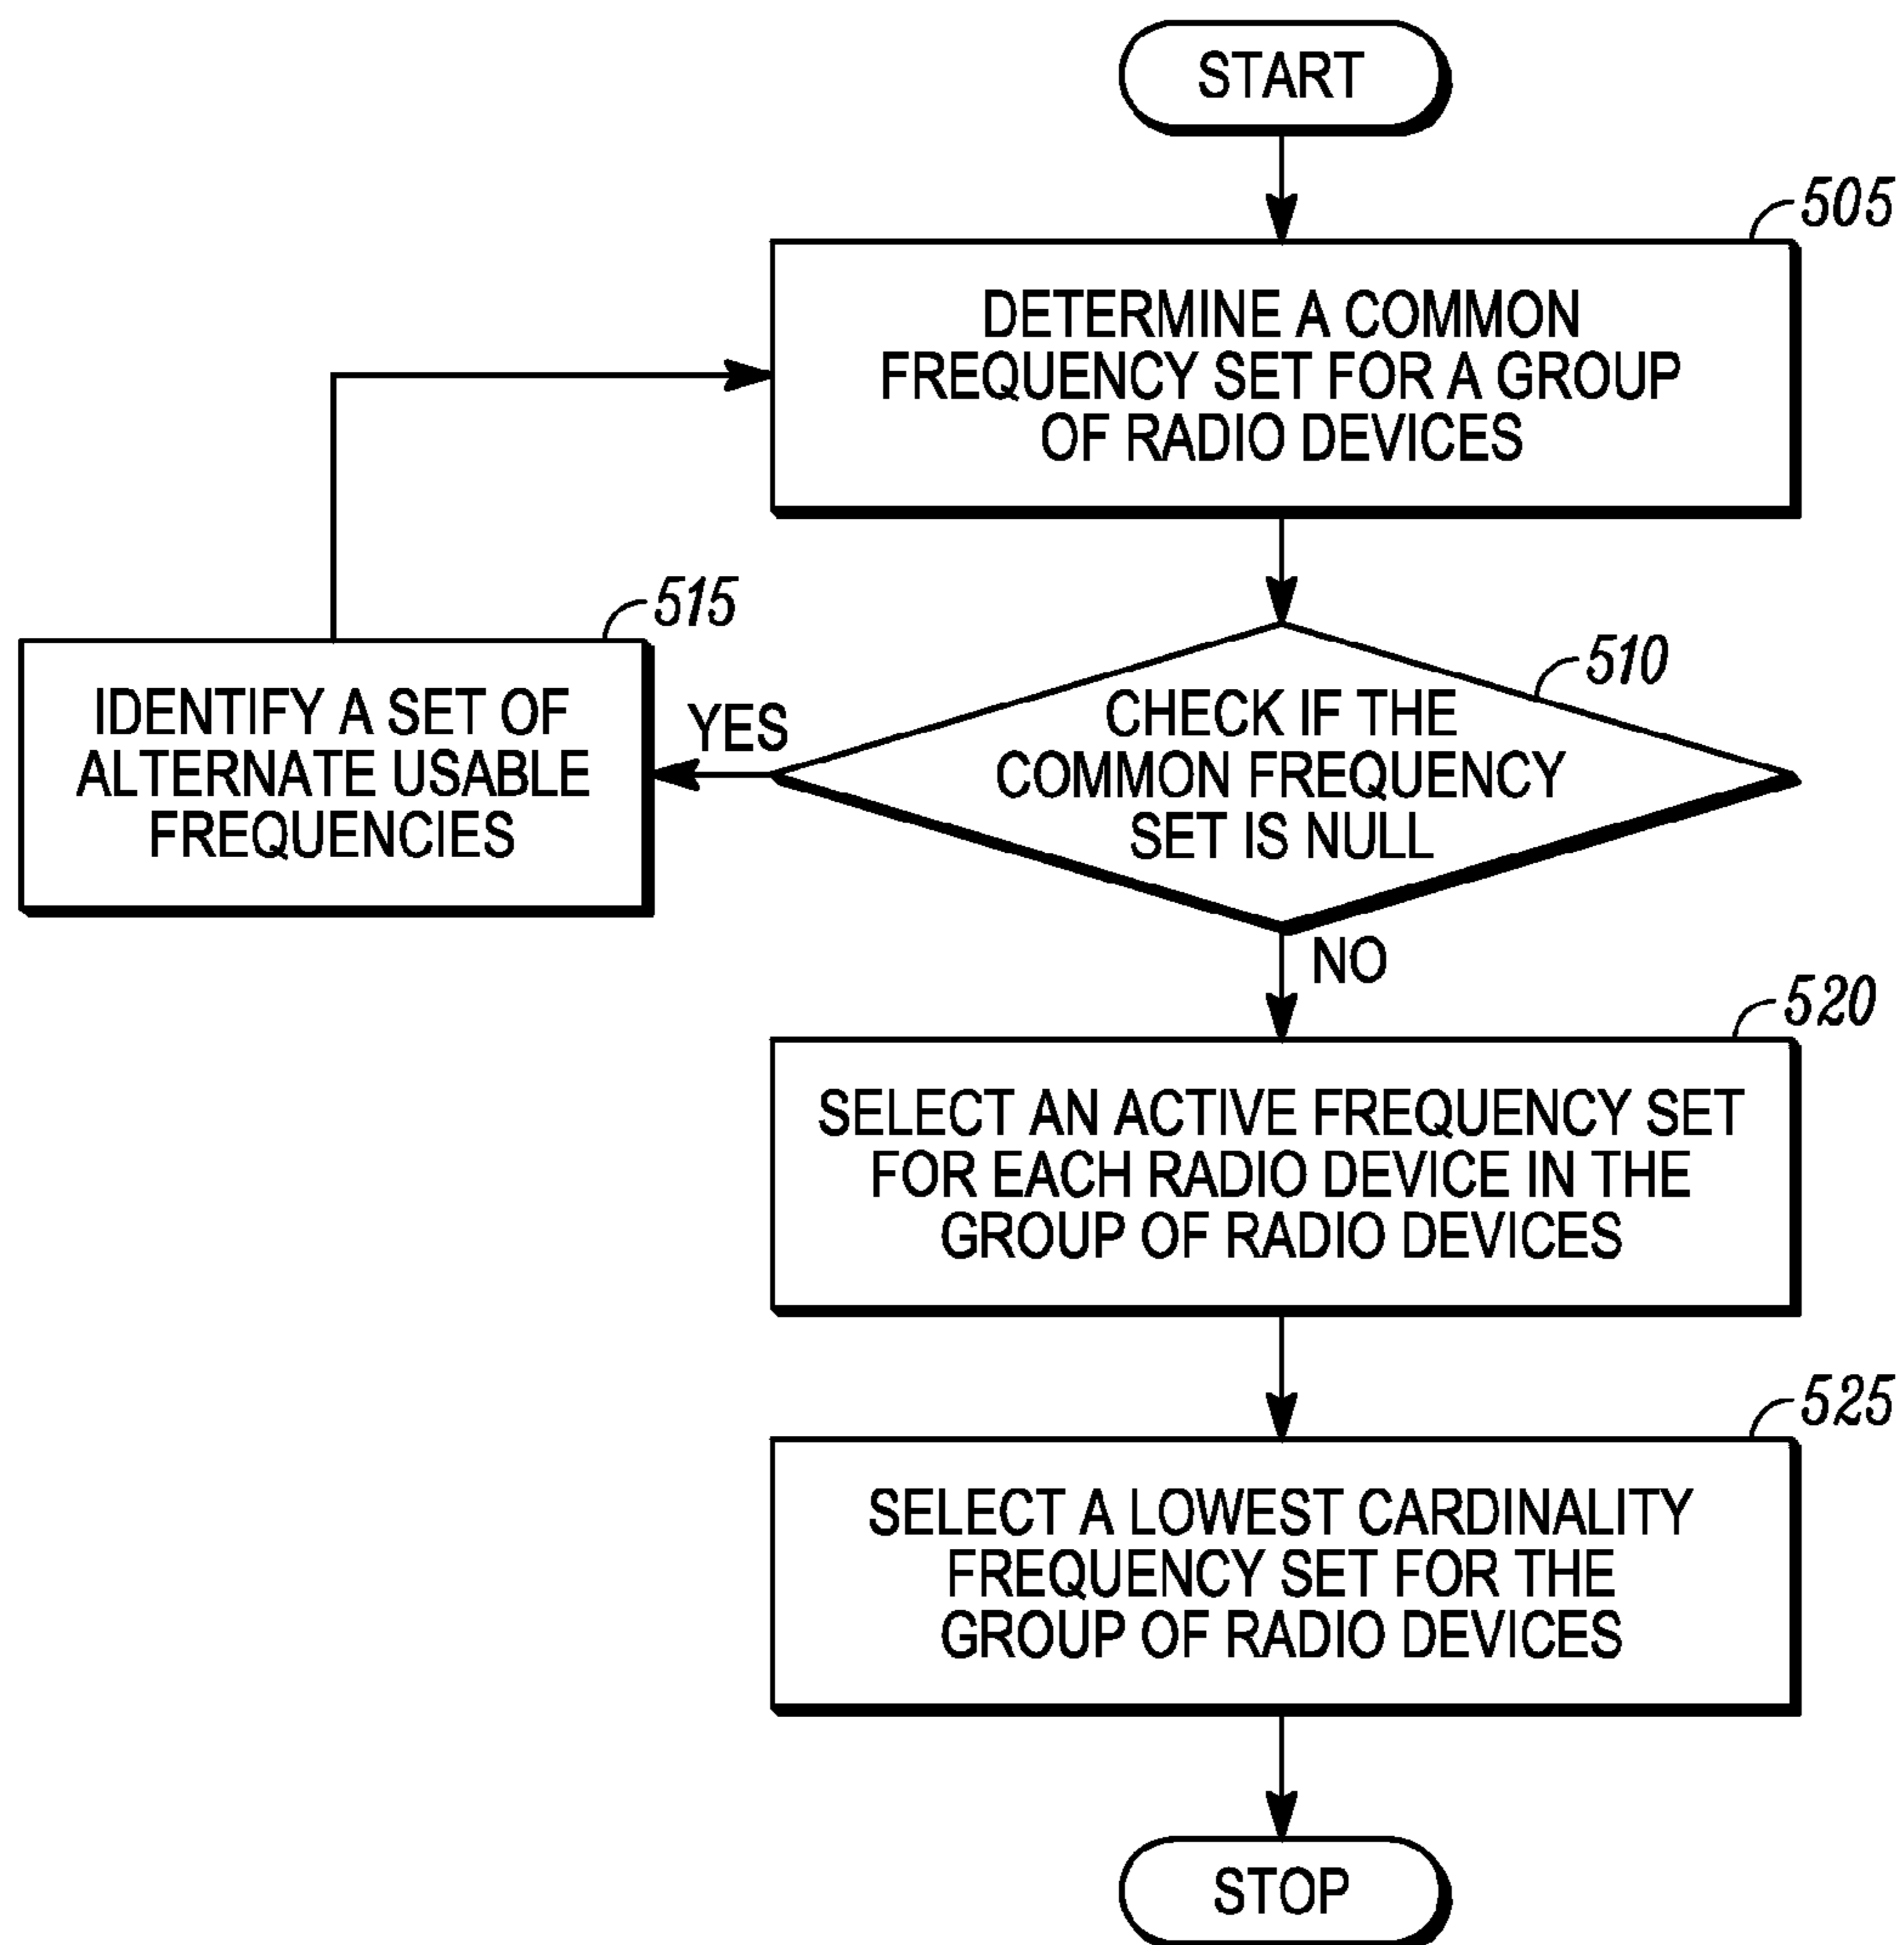 START
505
DETERMINE A COMMON
FREQUENCY SET FOR A GROUP
OF RADIO DEVICES
515
IDENTIFY A SET OF
ALTERNATE USABLE
FREQUENCIES
YES
510
CHECK IF THE
COMMON FREQUENCY
SET IS NULL
NO
520
SELECT AN ACTIVE FREQUENCY SET
FOR EACH RADIO DEVICE IN THE
GROUP OF RADIO DEVICES
525
SELECT A LOWEST CARDINALITY
FREQUENCY SET FOR THE
GROUP OF RADIO DEVICES
STOP